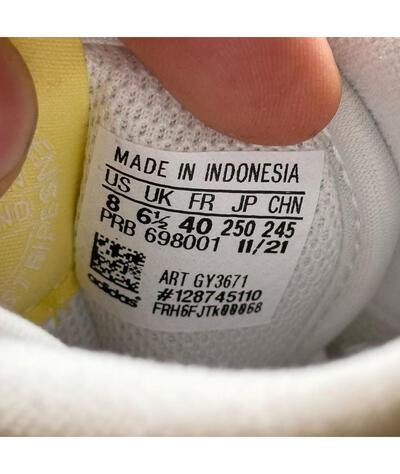 MADE IN INDONESIA
US UK FR JP CHN
8 6½ 40 250 245
PRB 698001 11/21
adidas
ART GY3671
#128745110